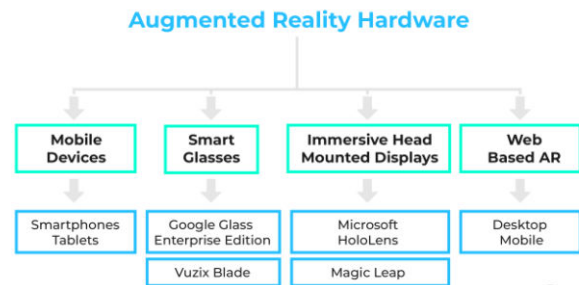 Augmented Reality Hardware
Mobile
Devices
Smart
Glasses
Immersive Head
Mounted Displays
Web
Based AR
Smartphones
Tablets
Google Glass
Enterprise Edition
Microsoft
HoloLens
Desktop
Mobile
Vuzix Blade
Magic Leap